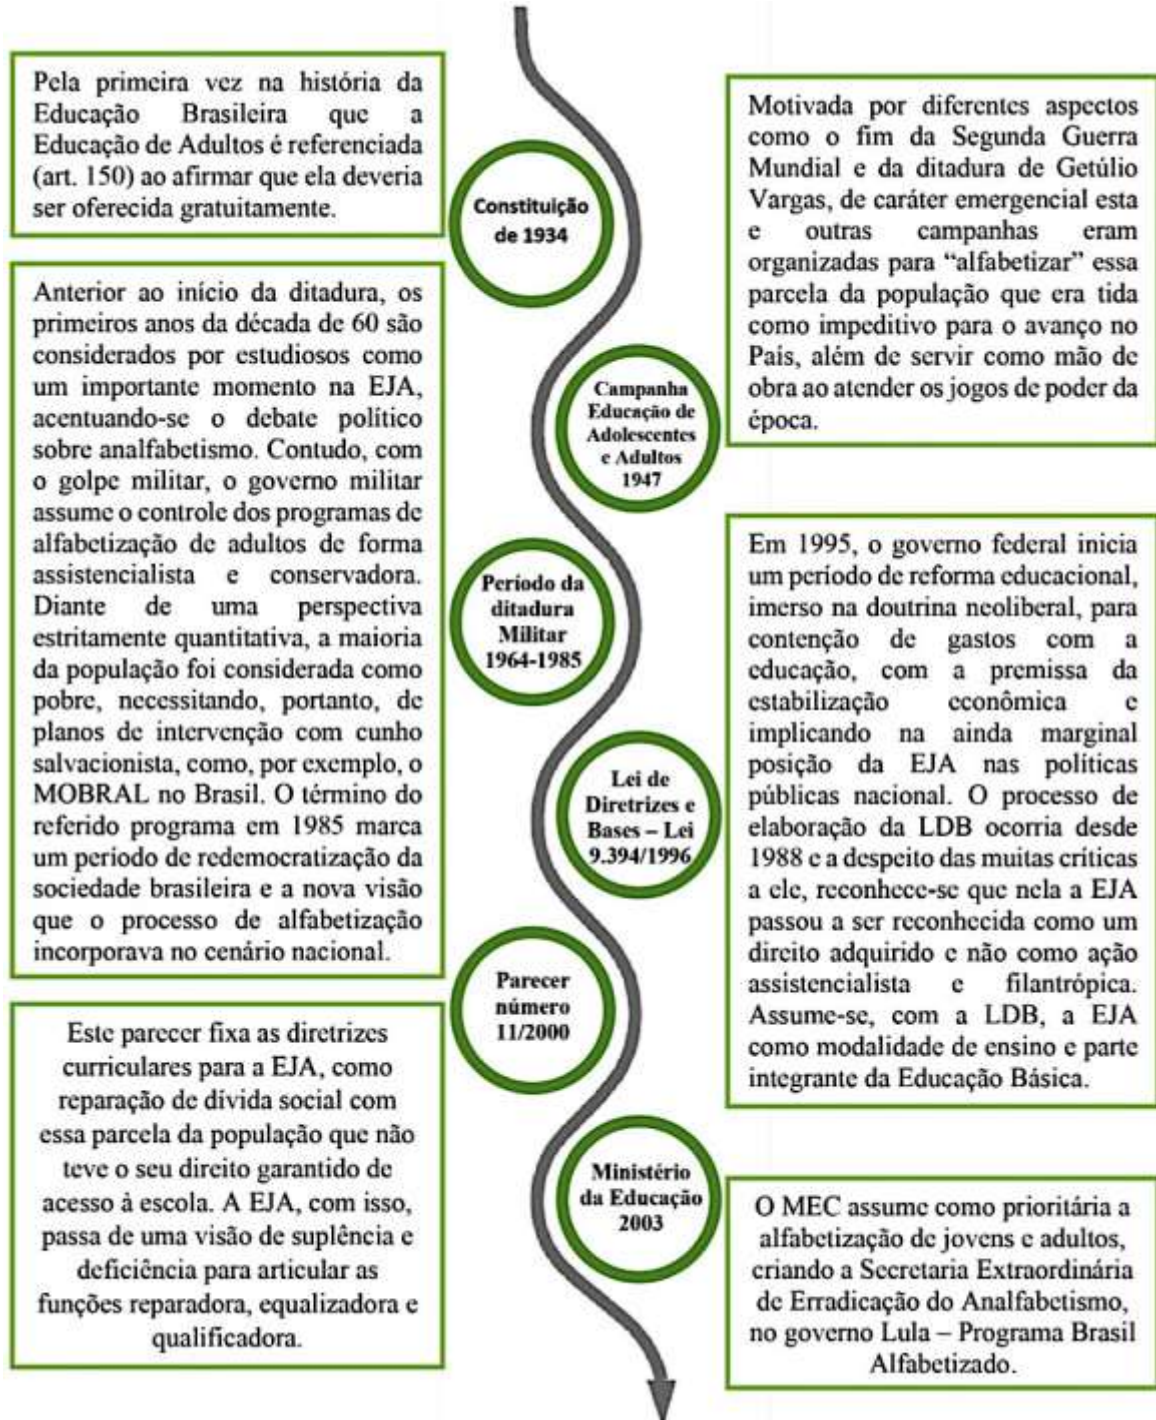 Pela primeira vez na história da
Educação Brasileira que a
Educação de Adultos é referenciada
(art. 150) ao afirmar que ela deveria
ser oferecida gratuitamente.
Constituição
de 1934
Motivada por diferentes aspectos
como o fim da Segunda Guerra
Mundial e da ditadura de Getúlio
Vargas, de caráter emergencial esta
e outras campanhas eram
organizadas para “alfabetizar” essa
parcela da população que era tida
como impeditivo para o avanço no
País, além de servir como mão de
obra ao atender os jogos de poder da
época.
Campanha
Educação de
Adolescentes
e Adultos
1947
Anterior ao início da ditadura, os
primeiros anos da década de 60 são
considerados por estudiosos como
um importante momento na EJA,
acentuando-se o debate político
sobre analfabetismo. Contudo, com
o golpe militar, o governo militar
assume o controle dos programas de
alfabetização de adultos de forma
assistencialista e conservadora.
Diante de uma perspectiva
estritamente quantitativa, a maioria
da população foi considerada como
pobre, necessitando, portanto, de
planos de intervenção com cunho
salvacionista, como, por exemplo, o
MOBRAL no Brasil. O término do
referido programa em 1985 marca
um período de redemocratização da
sociedade brasileira e a nova visão
que o processo de alfabetização
incorporava no cenário nacional.
Período da
ditadura
Militar
1964-1985
Em 1995, o governo federal inicia
um período de reforma educacional,
imerso na doutrina neoliberal, para
contenção de gastos com a
educação, com a premissa da
estabilização econômica e
implicando na ainda marginal
posição da EJA nas políticas
públicas nacional. O processo de
elaboração da LDB ocorria desde
1988 e a despeito das muitas críticas
a ele, reconhece-se que nela a EJA
passou a ser reconhecida como um
direito adquirido e não como ação
assistencialista e filantrópica.
Assume-se, com a LDB, a EJA
como modalidade de ensino e parte
integrante da Educação Básica.
Lei de
Diretrizes e
Bases – Lei
9.394/1996
Parecer
número
11/2000
Este parecer fixa as diretrizes
curriculares para a EJA, como
reparação de dívida social com
essa parcela da população que não
teve o seu direito garantido de
acesso à escola. A EJA, com isso,
passa de uma visão de suplência e
deficiência para articular as
funções reparadora, equalizadora e
qualificadora.
Ministério
da Educação
2003
O MEC assume como prioritária a
alfabetização de jovens e adultos,
criando a Secretaria Extraordinária
de Erradicação do Analfabetismo,
no governo Lula – Programa Brasil
Alfabetizado.